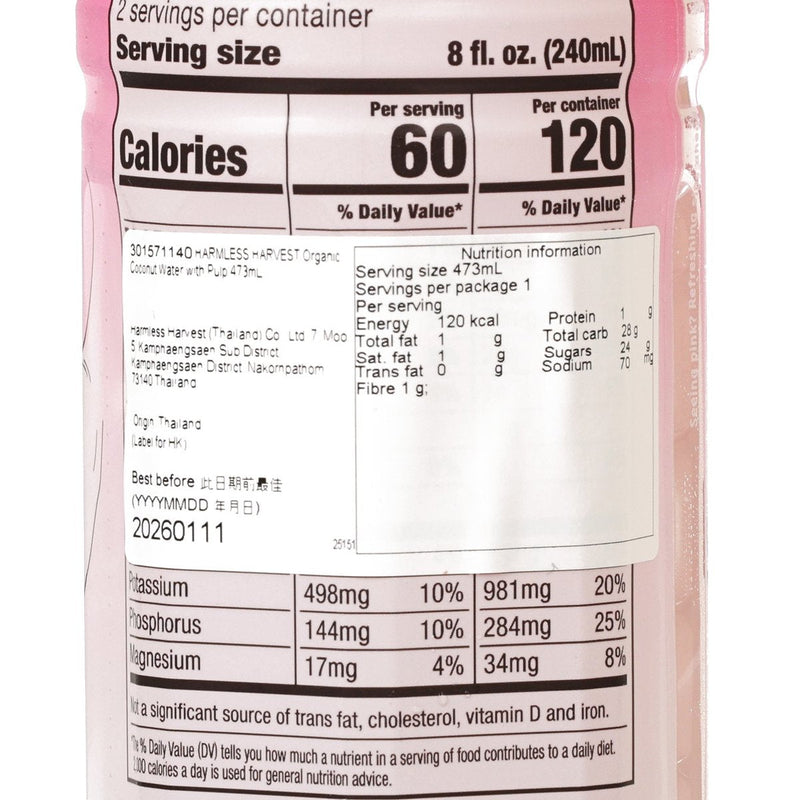 2 servings per container
Serving size 8 fl. oz. (240mL)
Per serving Per container
Calories 60 120
% Daily Value* % Daily Value*
301571140 HARMLESS HARVEST Organic
Coconut Water with Pulp 473mL
Harmless Harvest (Thailand) Co Ltd 7 Moo
5 Kamphaengsaen Sub District
Kamphaengsaen District Nakornpathom
73140 Thailand
Origin Thailand
(Label for HK)
Best before 此日期前最佳
(YYYYMMDD 年月日)
20260111
25151
Nutrition information
Serving size 473mL
Servings per package 1
Per serving
Energy 120 kcal Protein 1 g
Total fat 1 g Total carb 28 g
Sat. fat 1 g Sugars 24 g
Trans fat 0 g Sodium 70 mg
Fibre 1 g;
Potassium 498mg 10% 981mg 20%
Phosphorus 144mg 10% 284mg 25%
Magnesium 17mg 4% 34mg 8%
Not a significant source of trans fat, cholesterol, vitamin D and iron.
*The % Daily Value (DV) tells you how much a nutrient in a serving of food contributes to a daily diet.
2,000 calories a day is used for general nutrition advice.
Seeing pink? Refreshing